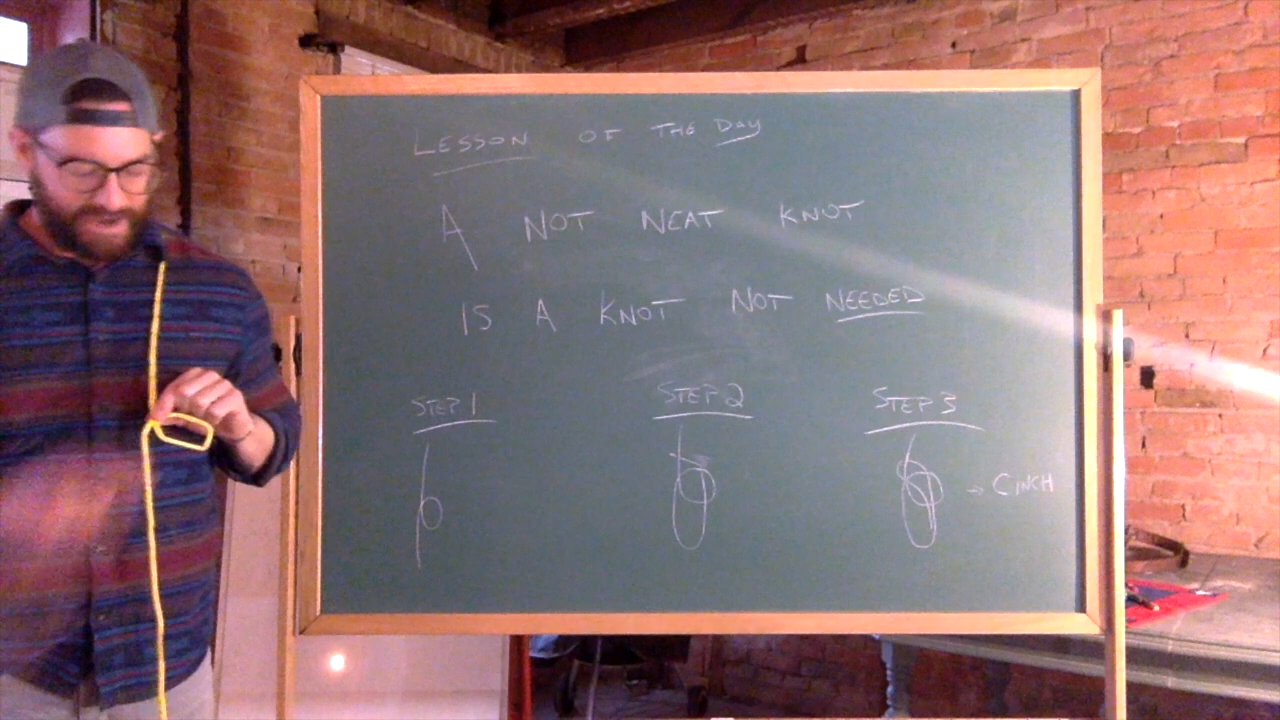 LESSON OF THE Day
A NOT NEAT KNOT
IS A KNOT NOT NEEDED
STEP 1 STEP 2 STEP 3
→ CINCH